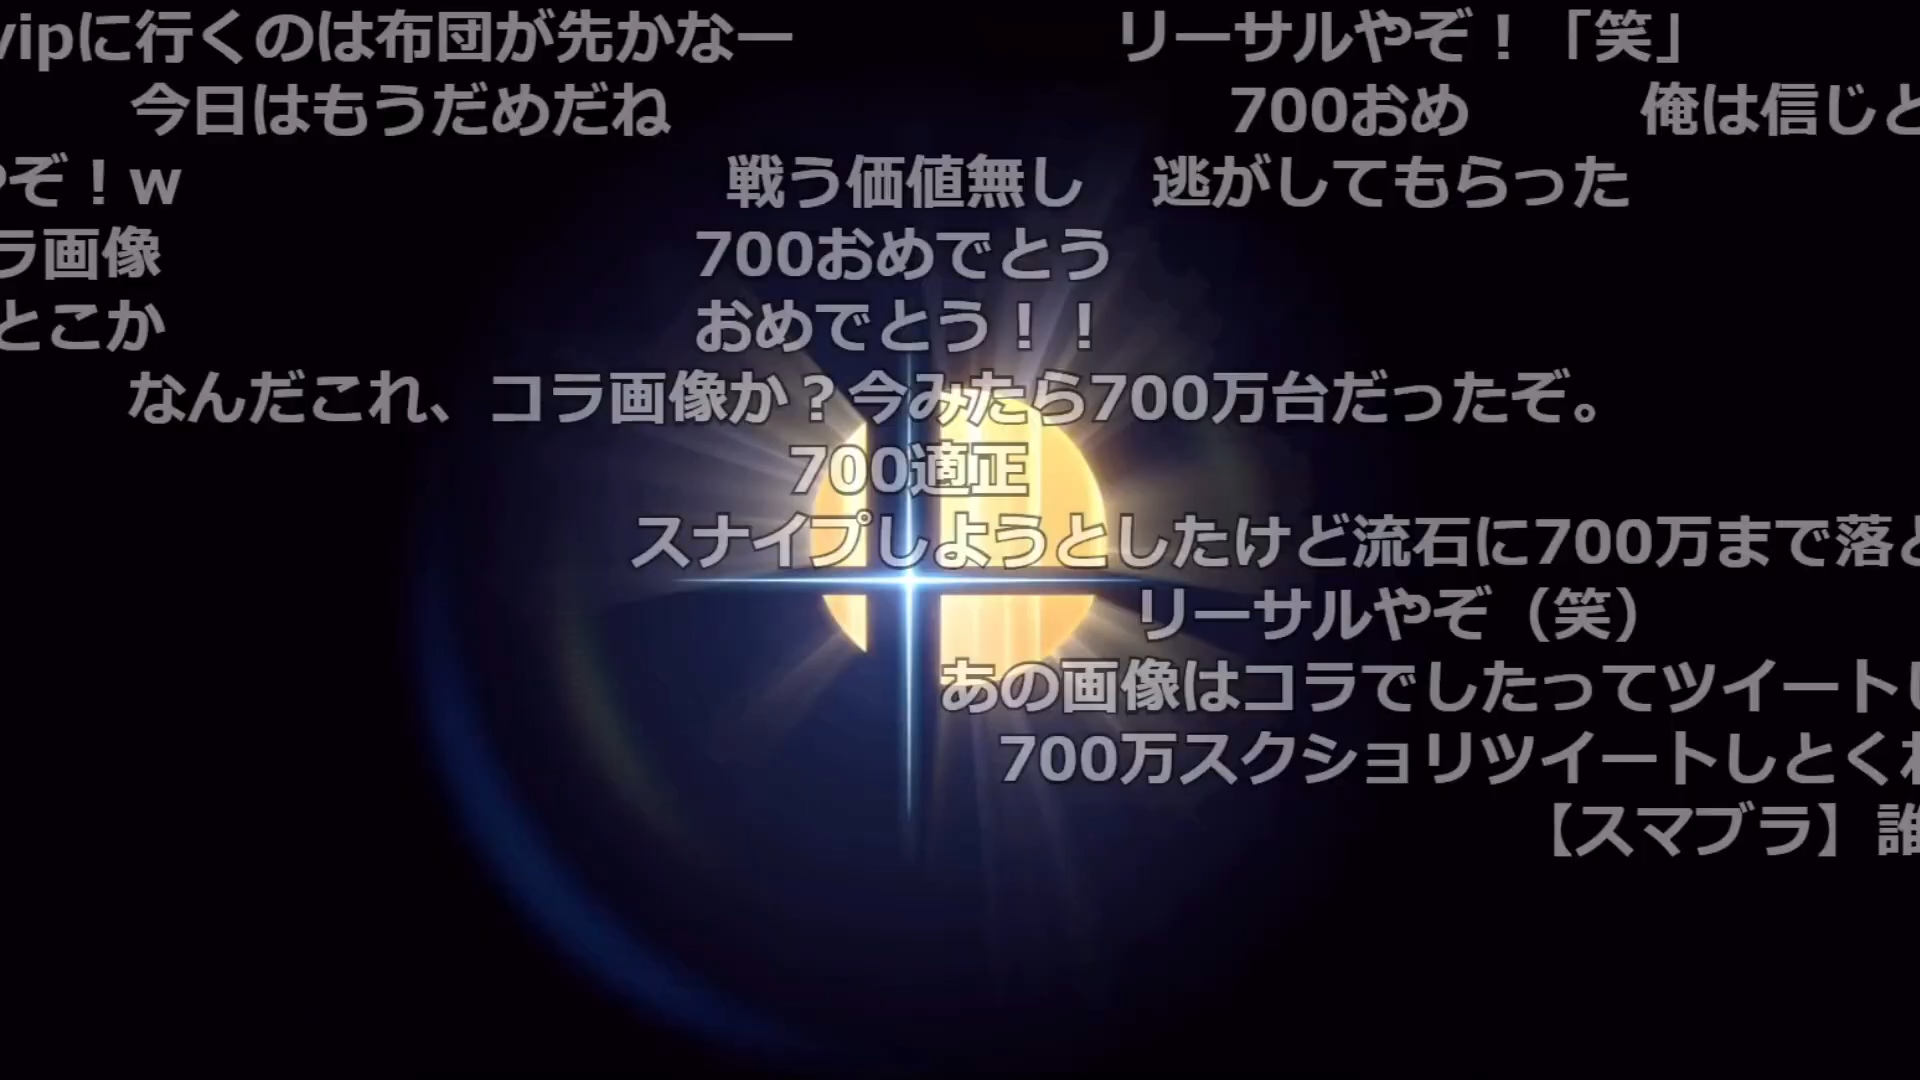 vipに行くのは布団が先かなー
リーサルやぞ！「笑」
今日はもうだめだね
700おめ
俺は信じと
やぞ！w
戦う価値無し
逃がしてもらった
ラ画像
700おめでとう
とこか
おめでとう！！
なんだこれ、コラ画像か？今みたら700万台だったぞ。
700適正
スナイプしようとしたけど流石に700万まで落と
リーサルやぞ（笑）
あの画像はコラでしたってツイートし
700万スクショリツイートしとくわ
【スマブラ】誰